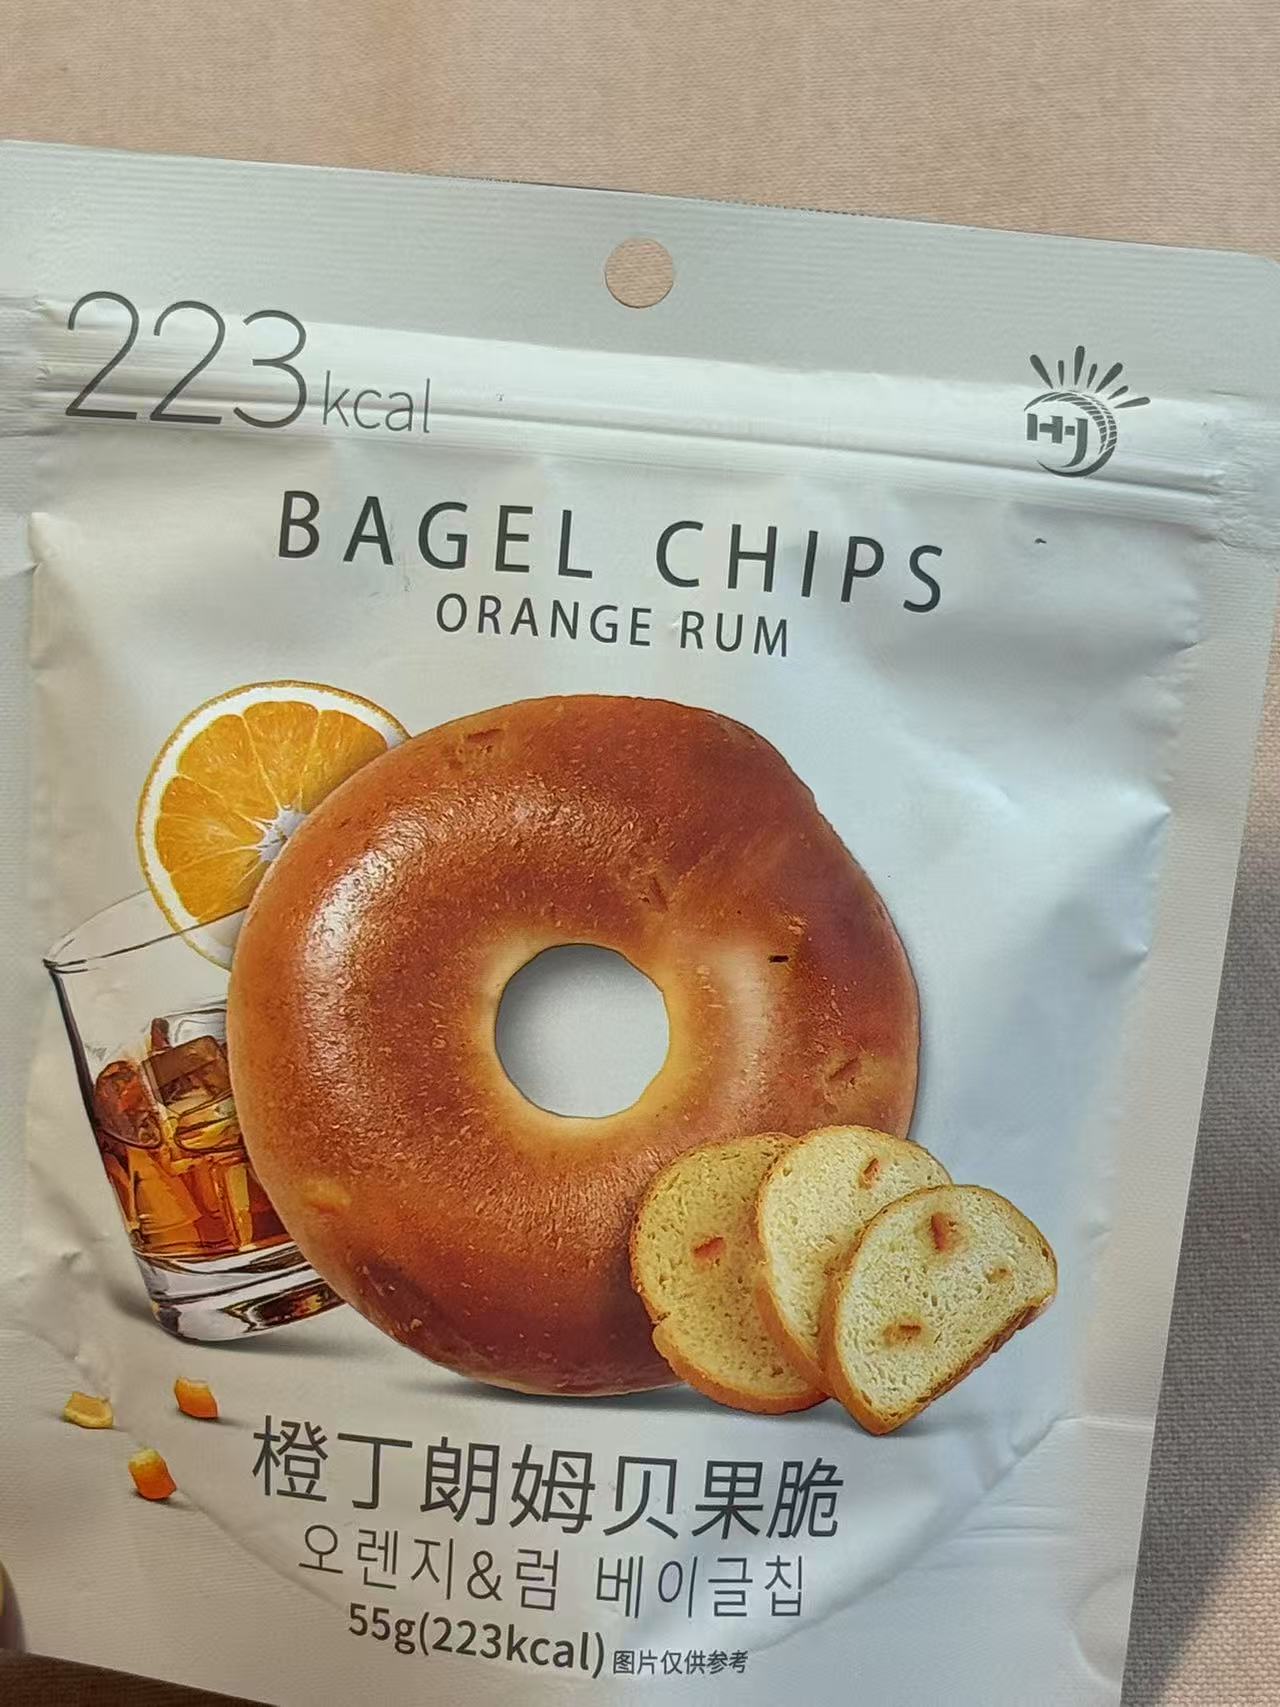 223kcal
H·J
BAGEL CHIPS
ORANGE RUM
橙丁朗姆贝果脆
오렌지&럼 베이글칩
55g(223kcal) 图片仅供参考